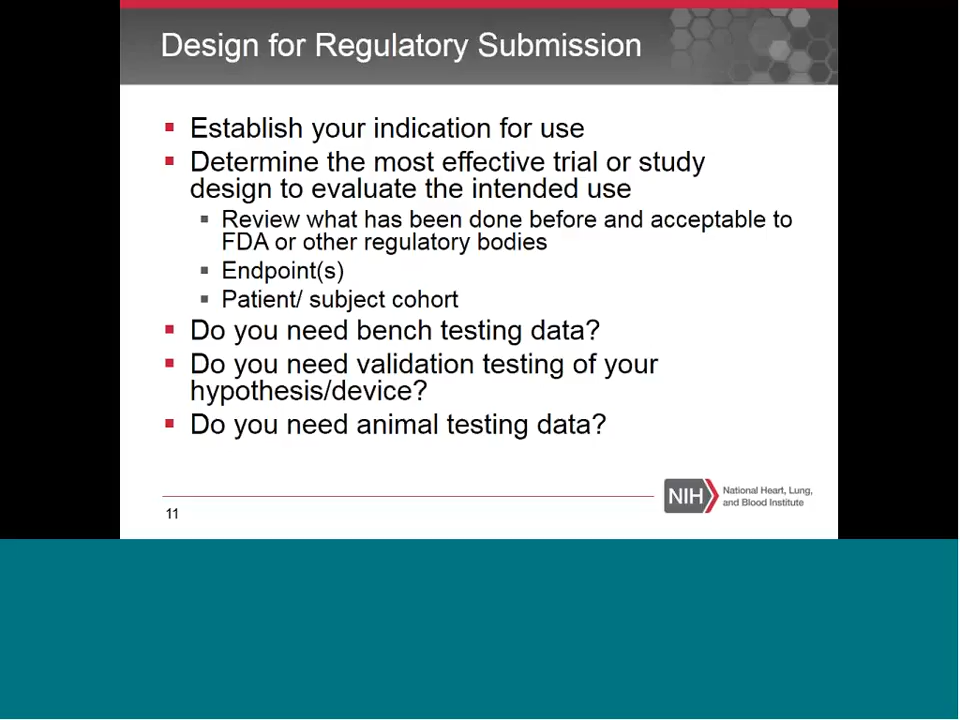 Design for Regulatory Submission
Establish your indication for use
Determine the most effective trial or study
design to evaluate the intended use
Review what has been done before and acceptable to
FDA or other regulatory bodies
Endpoint(s)
Patient/ subject cohort
Do you need bench testing data?
Do you need validation testing of your
hypothesis/device?
Do you need animal testing data?
NIH
National Heart, Lung,
and Blood Institute
11